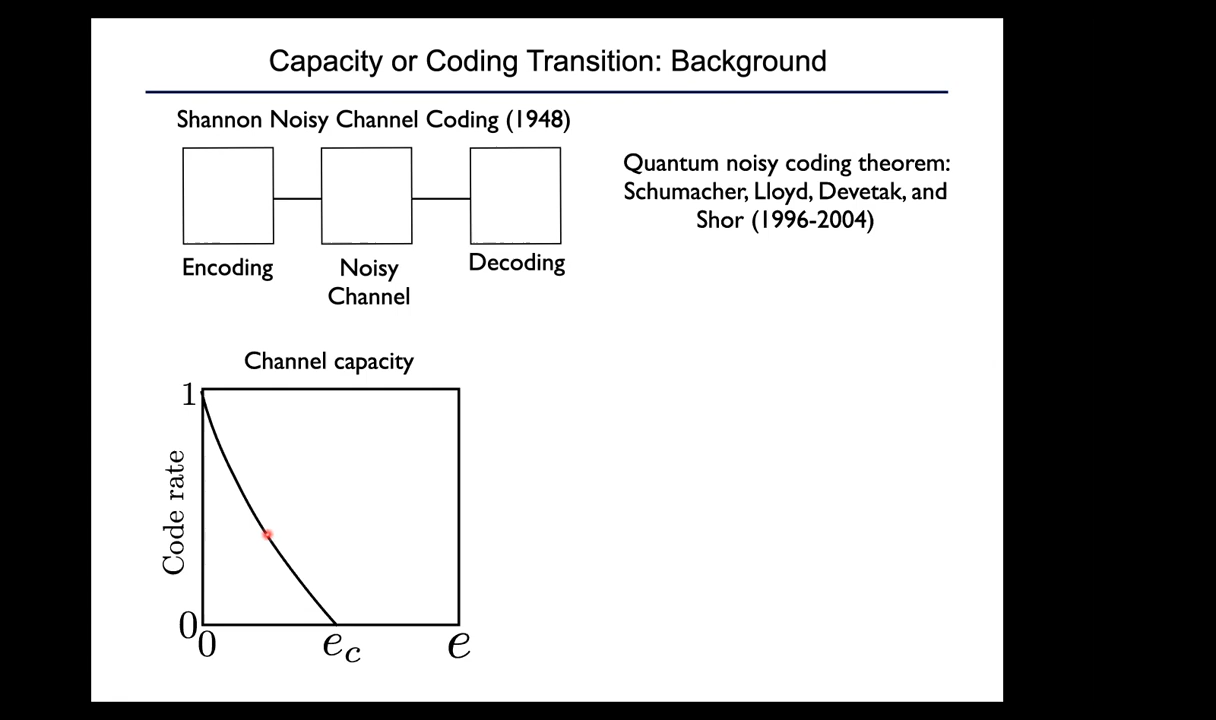 Capacity or Coding Transition: Background
Shannon Noisy Channel Coding (1948)
Quantum noisy coding theorem:
Schumacher, Lloyd, Devetak, and
Shor (1996-2004)
Encoding
Noisy
Channel
Decoding
Channel capacity
1
Code rate
0
0
e_c
e